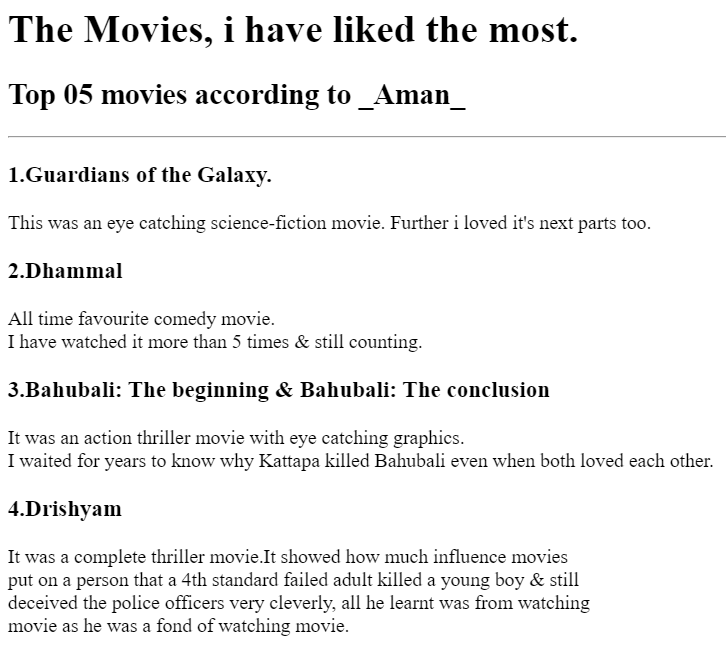 The Movies, i have liked the most.
Top 05 movies according to _Aman_
1.Guardians of the Galaxy.
This was an eye catching science-fiction movie. Further i loved it's next parts too.
2.Dhammal
All time favourite comedy movie.
I have watched it more than 5 times & still counting.
3.Bahubali: The beginning & Bahubali: The conclusion
It was an action thriller movie with eye catching graphics.
I waited for years to know why Kattapa killed Bahubali even when both loved each other.
4.Drishyam
It was a complete thriller movie.It showed how much influence movies
put on a person that a 4th standard failed adult killed a young boy & still
deceived the police officers very cleverly, all he learnt was from watching
movie as he was a fond of watching movie.